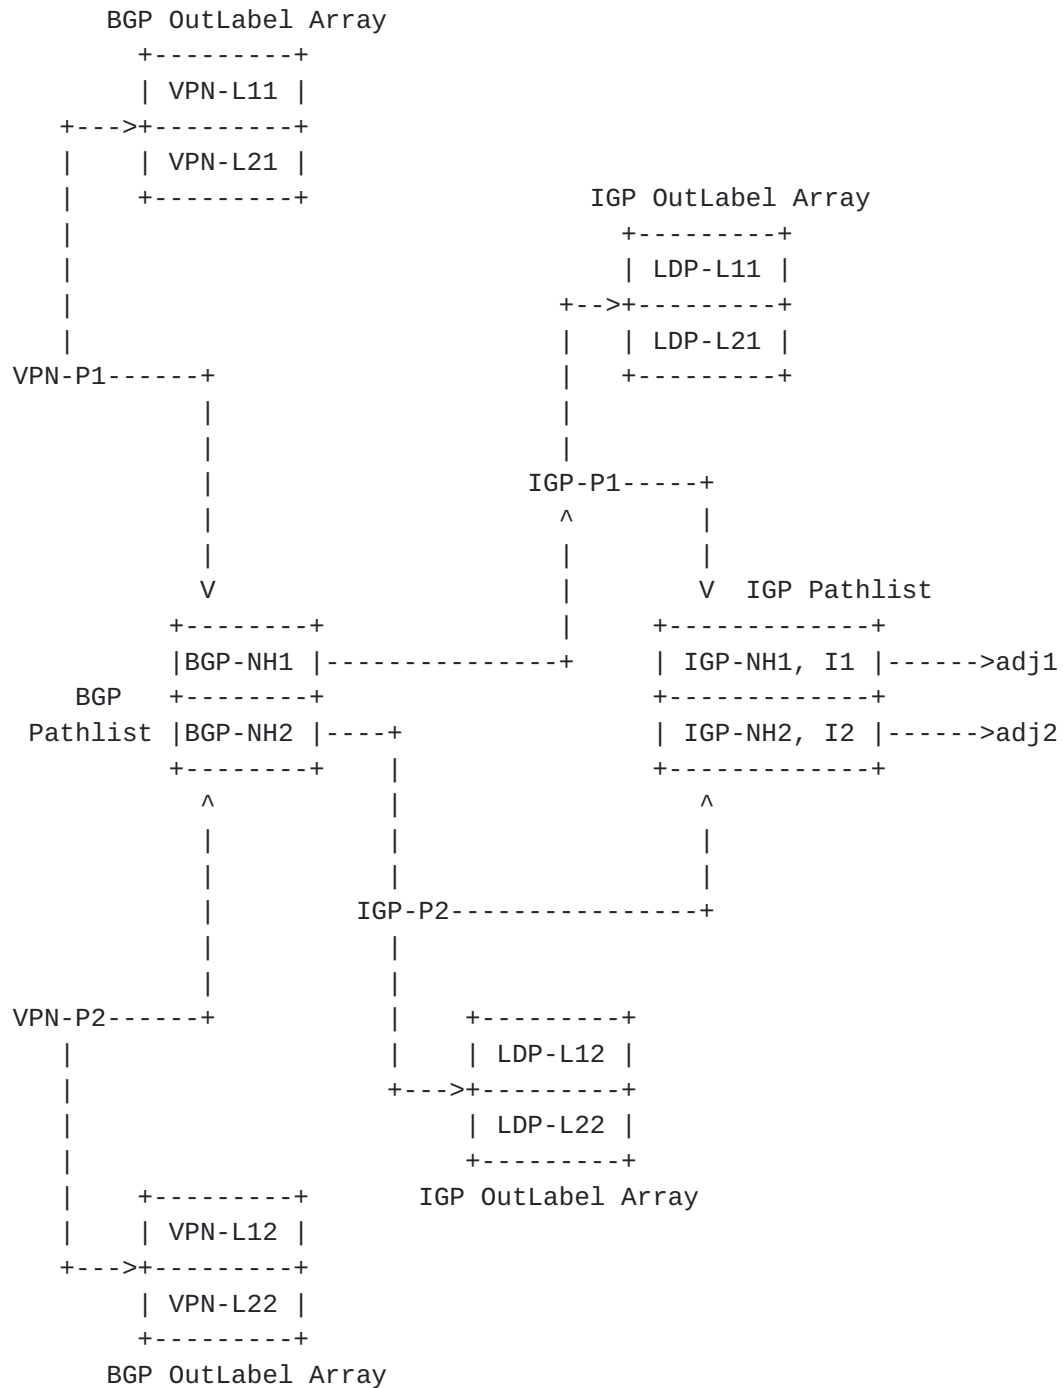 BGP OutLabel Array
+---------+
| VPN-L11 |
+--->+---------+
|    | VPN-L21 |
|    +---------+                  IGP OutLabel Array
|                                   +---------+
|                                   | LDP-L11 |
|                               +-->+---------+
|                               |   | LDP-L21 |
VPN-P1------+                      |   +---------+
|                      |
|                      |
|                    IGP-P1-----+
|                      ^        |
|                      |        |
V                      |        V  IGP Pathlist
+--------+               |     +-------------+
|BGP-NH1 |---------------+     | IGP-NH1, I1 |------>adj1
BGP   +--------+                     +-------------+
Pathlist |BGP-NH2 |----+                | IGP-NH2, I2 |------>adj2
+--------+    |                +-------------+
^           |                   ^
|           |                   |
|           |                   |
|         IGP-P2----------------+
|           |
|           |
VPN-P2------+           |    +---------+
|                    |    | LDP-L12 |
|                    +--->+---------+
|                         | LDP-L22 |
|                         +---------+
|    +---------+       IGP OutLabel Array
|    | VPN-L12 |
+--->+---------+
| VPN-L22 |
+---------+
BGP OutLabel Array